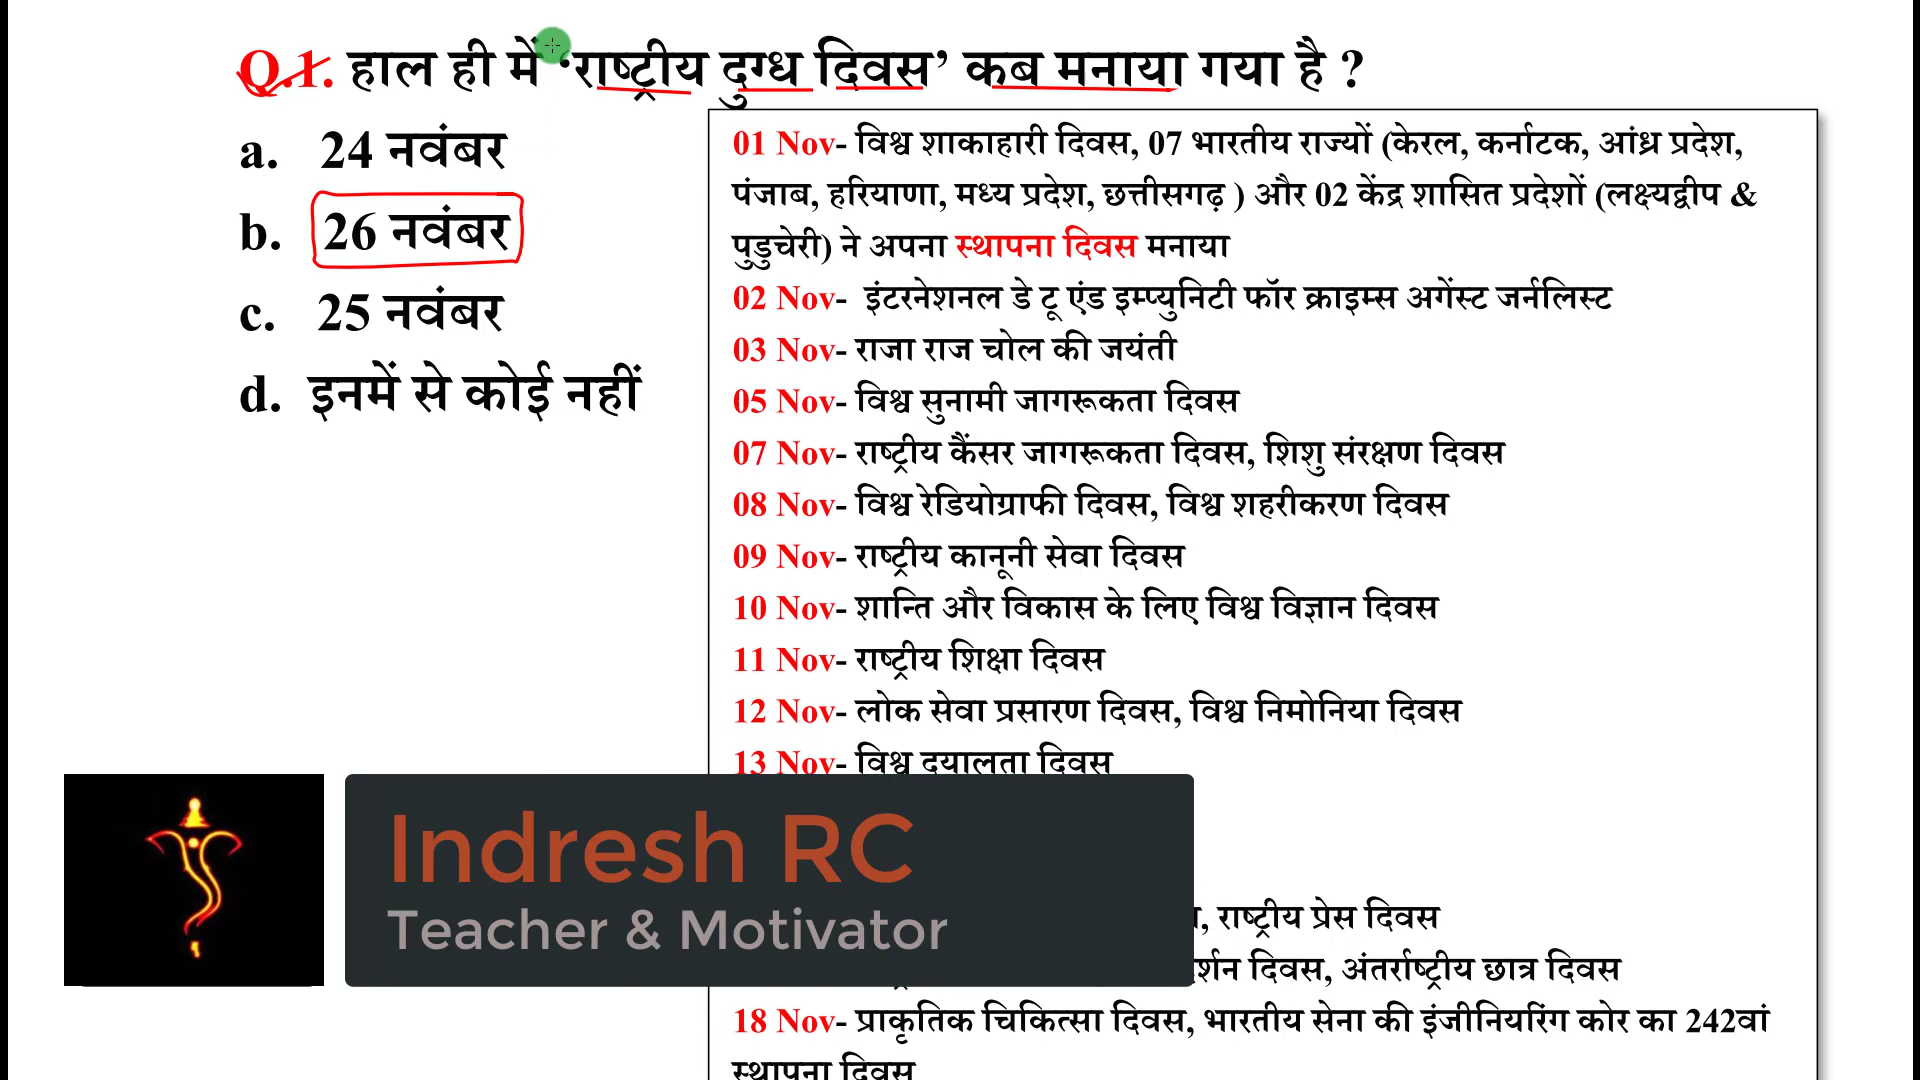 Q.1. हाल ही में ‘राष्ट्रीय दुग्ध दिवस’ कब मनाया गया है ?
a. 24 नवंबर
b. 26 नवंबर
c. 25 नवंबर
d. इनमें से कोई नहीं
01 Nov- विश्व शाकाहारी दिवस, 07 भारतीय राज्यों (केरल, कर्नाटक, आंध्र प्रदेश,
पंजाब, हरियाणा, मध्य प्रदेश, छत्तीसगढ़ ) और 02 केंद्र शासित प्रदेशों (लक्ष्यद्वीप &
पुडुचेरी) ने अपना स्थापना दिवस मनाया
02 Nov- इंटरनेशनल डे टू एंड इम्प्युनिटी फॉर क्राइम्स अगेंस्ट जर्नलिस्ट
03 Nov- राजा राज चोल की जयंती
05 Nov- विश्व सुनामी जागरूकता दिवस
07 Nov- राष्ट्रीय कैंसर जागरूकता दिवस, शिशु संरक्षण दिवस
08 Nov- विश्व रेडियोग्राफी दिवस, विश्व शहरीकरण दिवस
09 Nov- राष्ट्रीय कानूनी सेवा दिवस
10 Nov- शान्ति और विकास के लिए विश्व विज्ञान दिवस
11 Nov- राष्ट्रीय शिक्षा दिवस
12 Nov- लोक सेवा प्रसारण दिवस, विश्व निमोनिया दिवस
13 Nov- विश्व दयालुता दिवस
Indresh RC
Teacher & Motivator
, राष्ट्रीय प्रेस दिवस
दिवस, अंतर्राष्ट्रीय छात्र दिवस
18 Nov- प्राकृतिक चिकित्सा दिवस, भारतीय सेना की इंजीनियरिंग कोर का 242वां
स्थापना दिवस